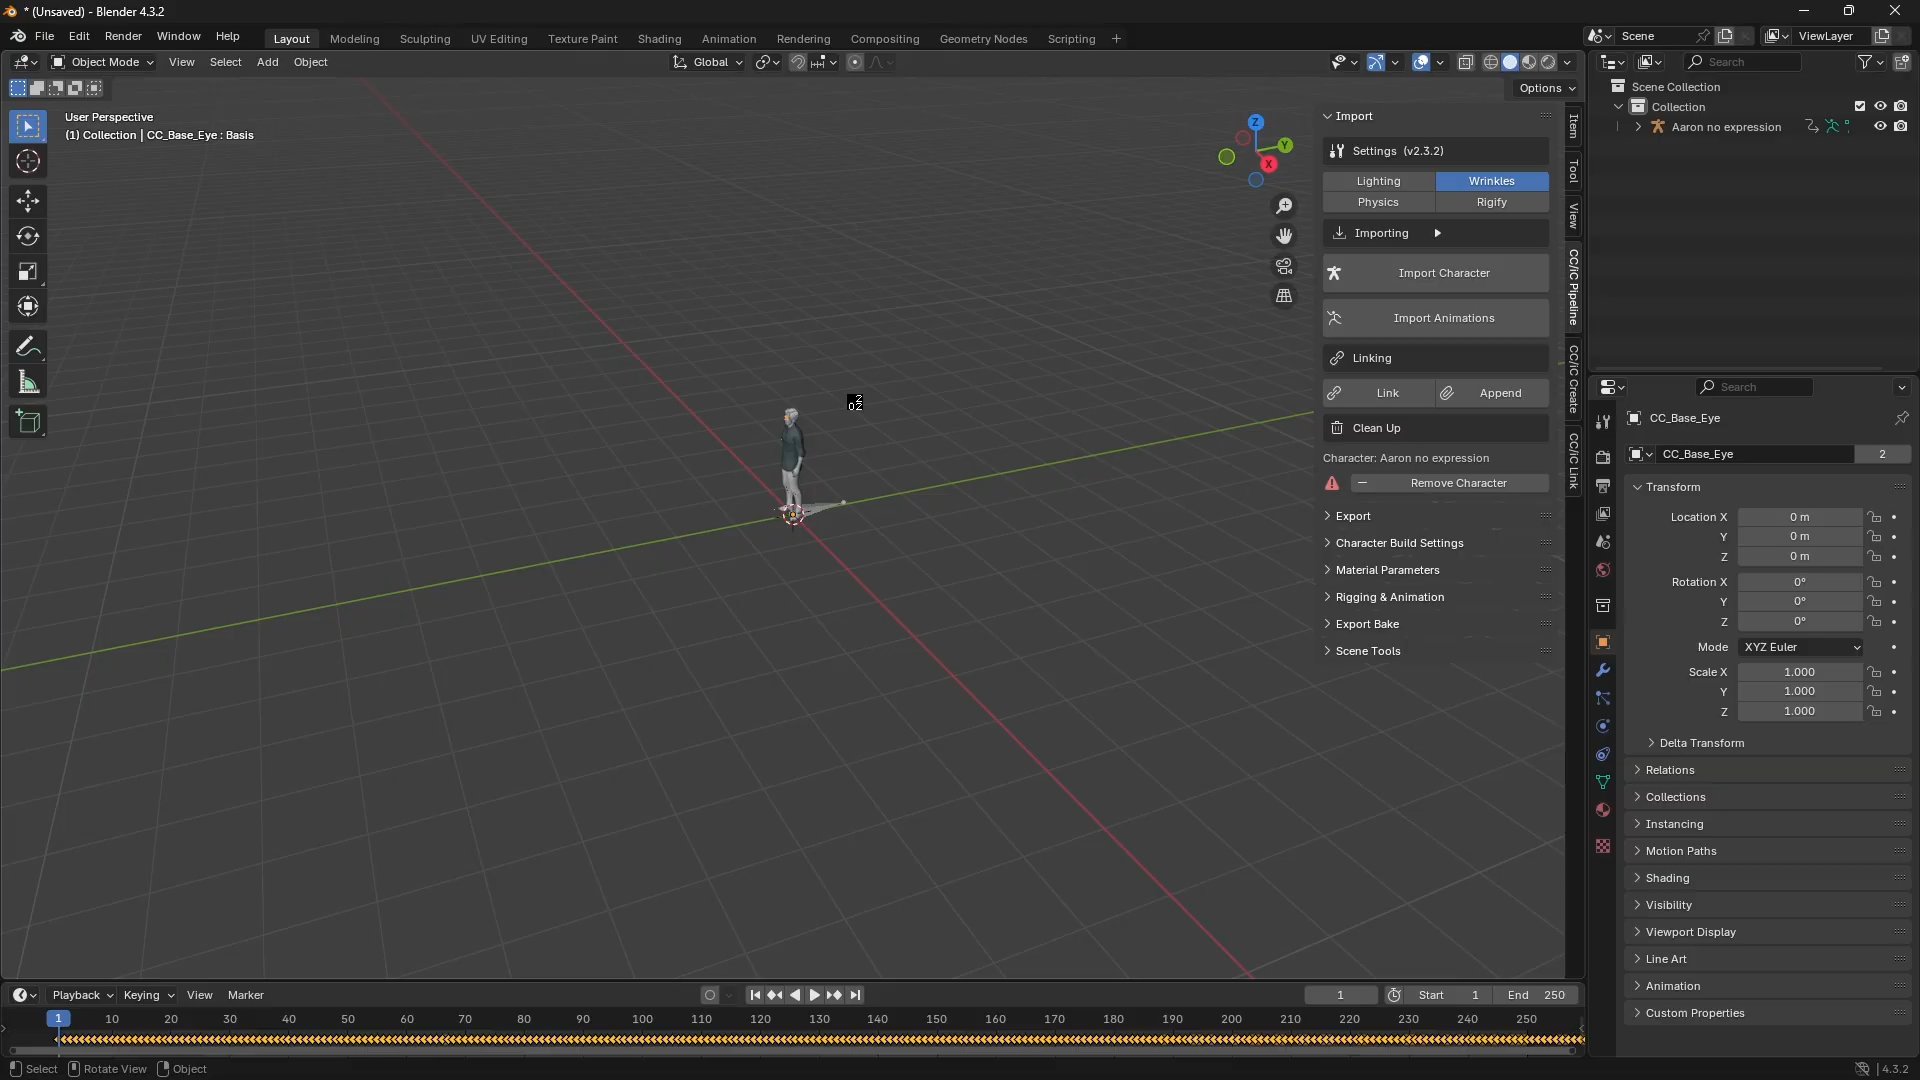 * (Unsaved) - Blender 4.3.2
File Edit Render Window Help Layout Modeling Sculpting UV Editing Texture Paint Shading Animation Rendering Compositing Geometry Nodes Scripting + Scene ViewLayer
Object Mode View Select Add Object Global Search
Options
User Perspective
(1) Collection | CC_Base_Eye : Basis
Z
Y
X
Import
Settings (v2.3.2)
Lighting Wrinkles
Physics Rigify
Importing
Import Character
Import Animations
Linking
Link Append
Clean Up
Character: Aaron no expression
Remove Character
Export
Character Build Settings
Material Parameters
Rigging & Animation
Export Bake
Scene Tools
Item
Tool
View
CC/iC Pipeline
CC/iC Create
CC/iC Link
Scene Collection
Collection
Aaron no expression
Search
CC_Base_Eye
CC_Base_Eye 2
Transform
Location X 0 m
Y 0 m
Z 0 m
Rotation X 0°
Y 0°
Z 0°
Mode XYZ Euler
Scale X 1.000
Y 1.000
Z 1.000
Delta Transform
Relations
Collections
Instancing
Motion Paths
Shading
Visibility
Viewport Display
Line Art
Animation
Custom Properties
Playback Keying View Marker 1 Start 1 End 250
1 10 20 30 40 50 60 70 80 90 100 110 120 130 140 150 160 170 180 190 200 210 220 230 240 250
Select Rotate View Object 4.3.2